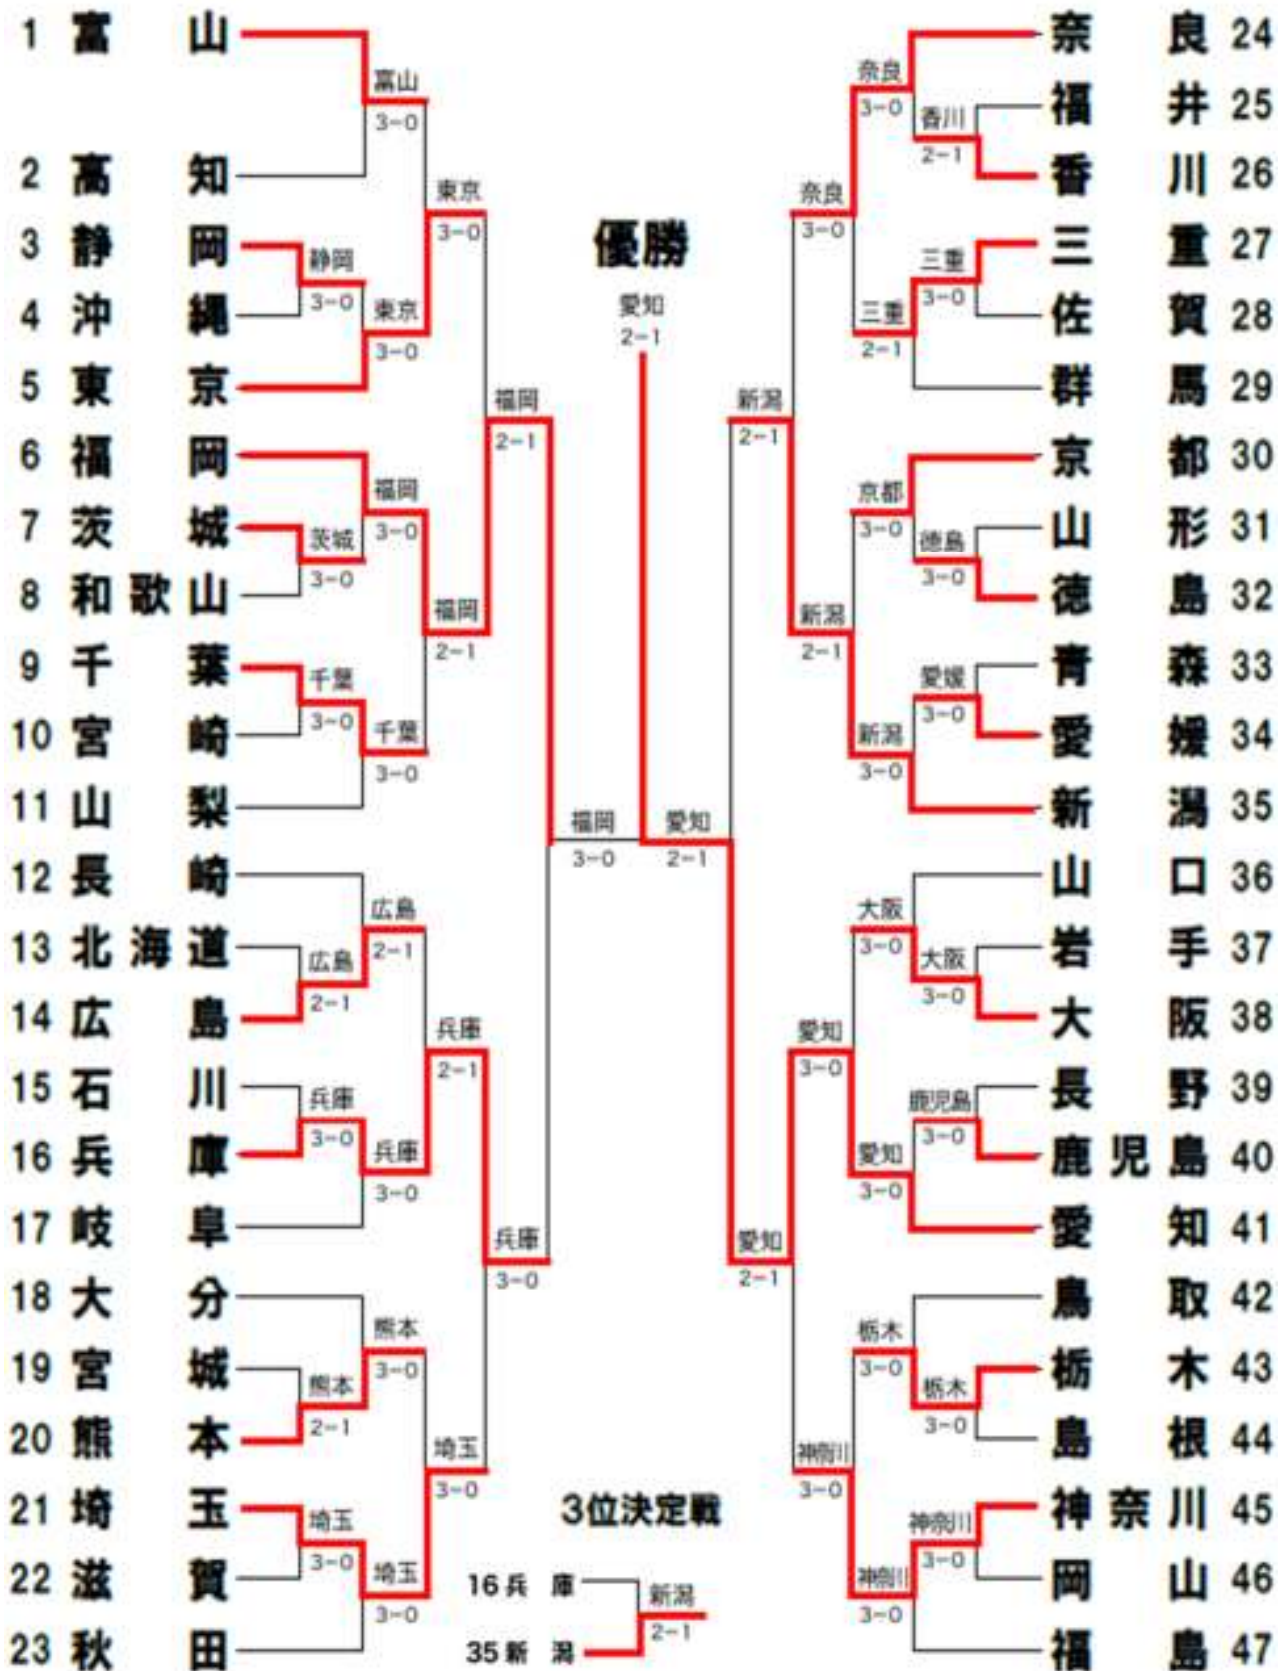 1 富山
富山
3-0
2 高知
東京
3-0
3 静岡
静岡
3-0
4 沖縄
東京
3-0
5 東京
福岡
2-1
6 福岡
福岡
3-0
7 茨城
茨城
3-0
8 和歌山
福岡
2-1
9 千葉
千葉
3-0
10 宮崎
千葉
3-0
11 山梨
福岡
3-0
12 長崎
広島
2-1
13 北海道
広島
2-1
14 広島
兵庫
2-1
15 石川
兵庫
3-0
16 兵庫
兵庫
3-0
17 岐阜
兵庫
3-0
18 大分
熊本
3-0
19 宮城
熊本
2-1
20 熊本
埼玉
3-0
21 埼玉
埼玉
3-0
22 滋賀
埼玉
3-0
23 秋田
優勝
愛知
2-1
愛知
2-1
3位決定戦
16 兵庫
新潟
2-1
35 新潟
奈良 24
奈良
3-0
福井 25
香川
2-1
香川 26
奈良
3-0
三重 27
三重
3-0
佐賀 28
三重
2-1
群馬 29
新潟
2-1
京都 30
京都
3-0
山形 31
徳島
3-0
徳島 32
新潟
2-1
青森 33
愛媛
3-0
愛媛 34
新潟
3-0
新潟 35
山口 36
大阪
3-0
岩手 37
大阪
3-0
大阪 38
愛知
3-0
長野 39
鹿児島
3-0
鹿児島 40
愛知
3-0
愛知 41
愛知
2-1
鳥取 42
栃木
3-0
栃木 43
栃木
3-0
島根 44
神奈川
3-0
神奈川 45
神奈川
3-0
岡山 46
神奈川
3-0
福島 47